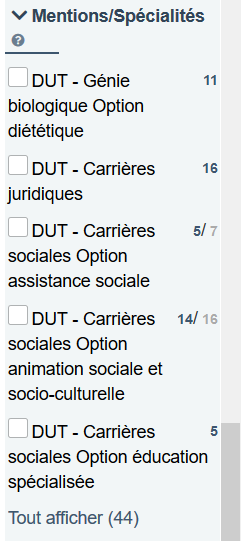 Mentions/Spécialités
?
DUT - Génie 11
biologique Option
diététique
DUT - Carrières 16
juridiques
DUT - Carrières 5/ 7
sociales Option
assistance sociale
DUT - Carrières 14/ 16
sociales Option
animation sociale et
socio-culturelle
DUT - Carrières 5
sociales Option éducation
spécialisée
Tout afficher (44)